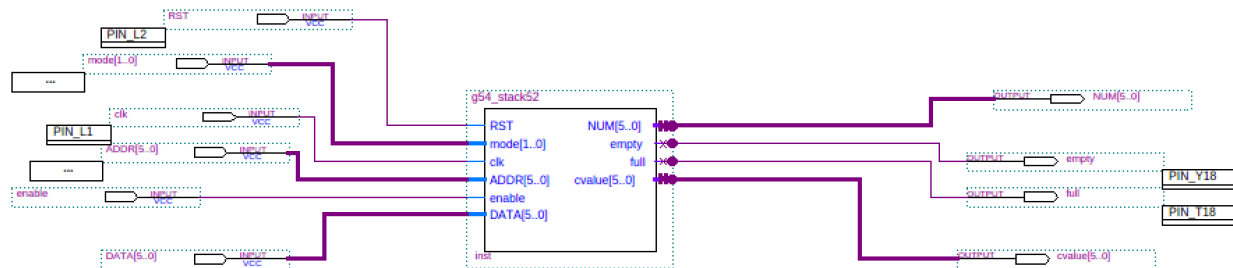 RST
INPUT
VCC
PIN_L2
mode[1..0]
INPUT
VCC
...
clk
INPUT
VCC
PIN_L1
ADDR[5..0]
INPUT
VCC
...
enable
INPUT
VCC
DATA[5..0]
INPUT
VCC
g54_stack52
RST
mode[1..0]
clk
ADDR[5..0]
enable
DATA[5..0]
NUM[5..0]
empty
full
cvalue[5..0]
inst
OUTPUT
NUM[5..0]
OUTPUT
empty
PIN_Y18
OUTPUT
full
PIN_T18
OUTPUT
cvalue[5..0]